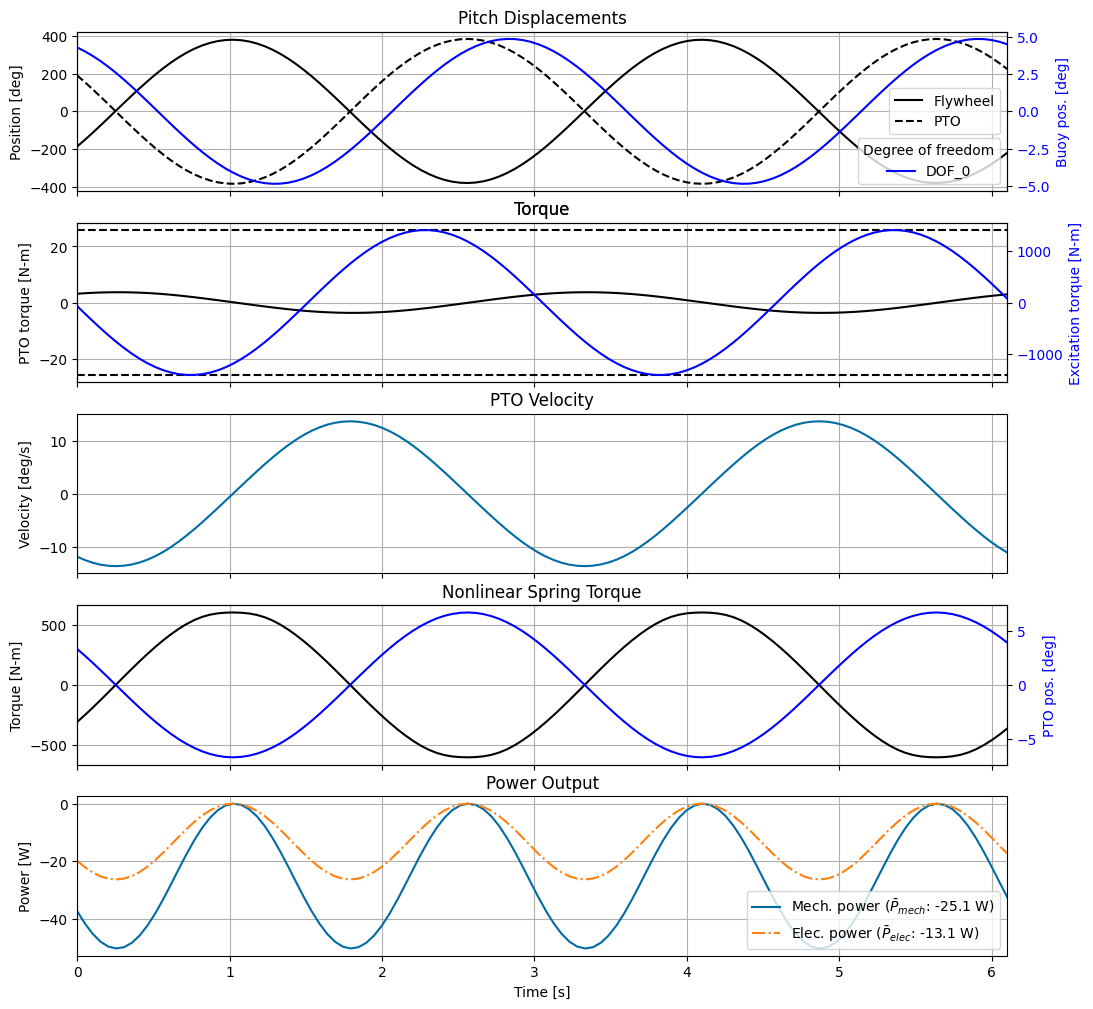 Pitch Displacements
400
200
0
−200
−400
Position [deg]
5.0
2.5
0.0
−2.5
−5.0
Buoy pos. [deg]
Flywheel
PTO
Degree of freedom
DOF_0
Torque
20
0
−20
PTO torque [N-m]
1000
0
−1000
Excitation torque [N-m]
PTO Velocity
10
0
−10
Velocity [deg/s]
Nonlinear Spring Torque
500
0
−500
Torque [N-m]
5
0
−5
PTO pos. [deg]
Power Output
0
−20
−40
Power [W]
Mech. power (P̄mech: -25.1 W)
Elec. power (P̄elec: -13.1 W)
0 1 2 3 4 5 6
Time [s]